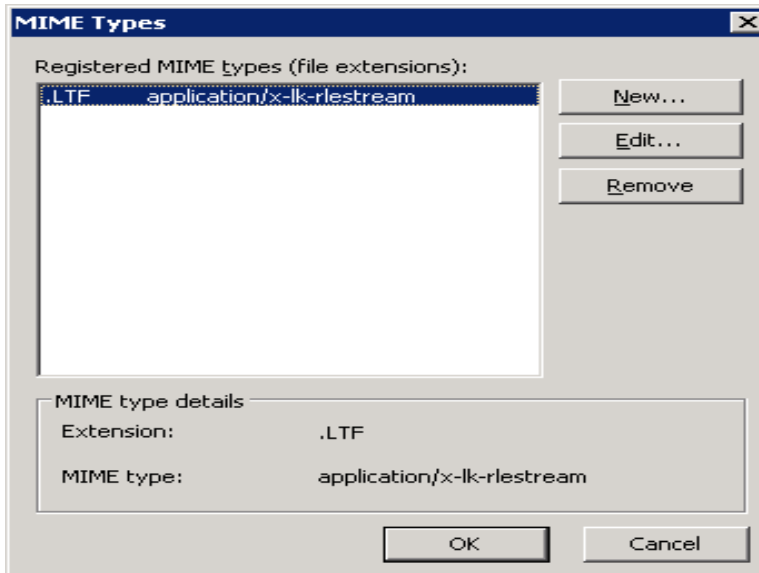 MIME Types
Registered MIME types (file extensions):
.LTF application/x-lk-rlestream
New...
Edit...
Remove
MIME type details
Extension: .LTF
MIME type: application/x-lk-rlestream
OK Cancel